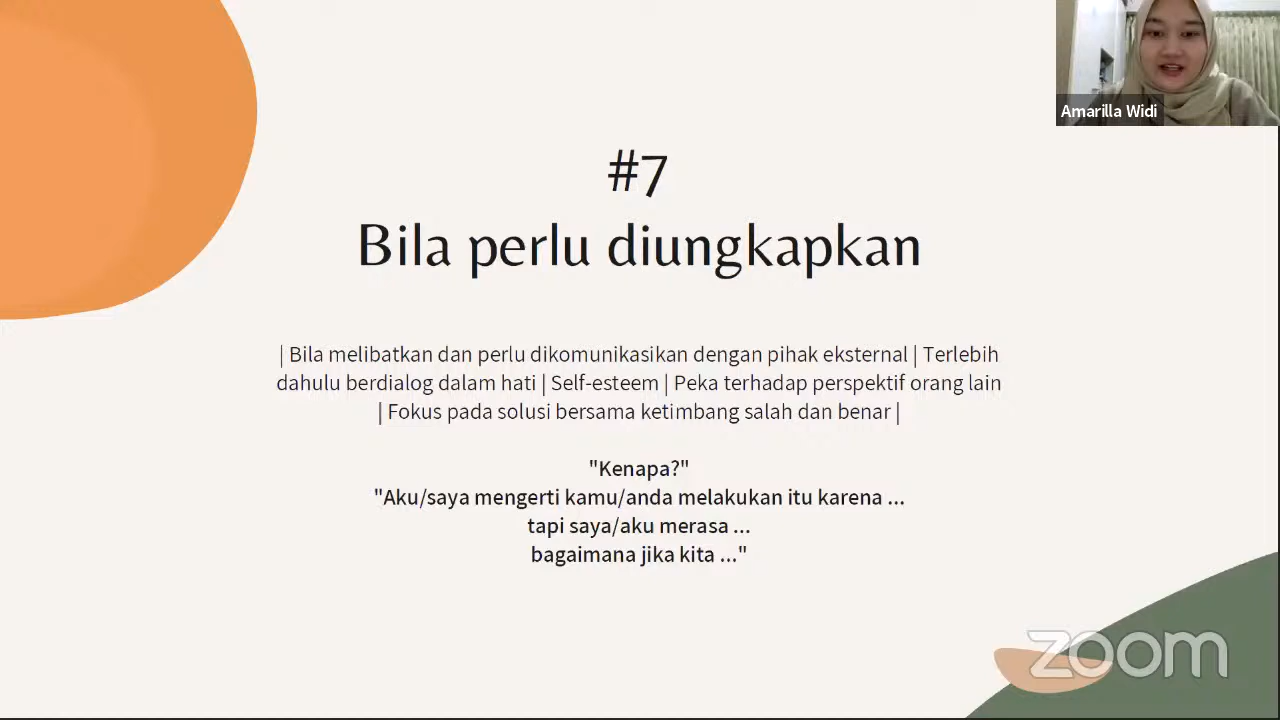 Amarilla Widi
#7
Bila perlu diungkapkan
| Bila melibatkan dan perlu dikomunikasikan dengan pihak eksternal | Terlebih
dahulu berdialog dalam hati | Self-esteem | Peka terhadap perspektif orang lain
| Fokus pada solusi bersama ketimbang salah dan benar |
"Kenapa?"
"Aku/saya mengerti kamu/anda melakukan itu karena ...
tapi saya/aku merasa ...
bagaimana jika kita ..."
zoom